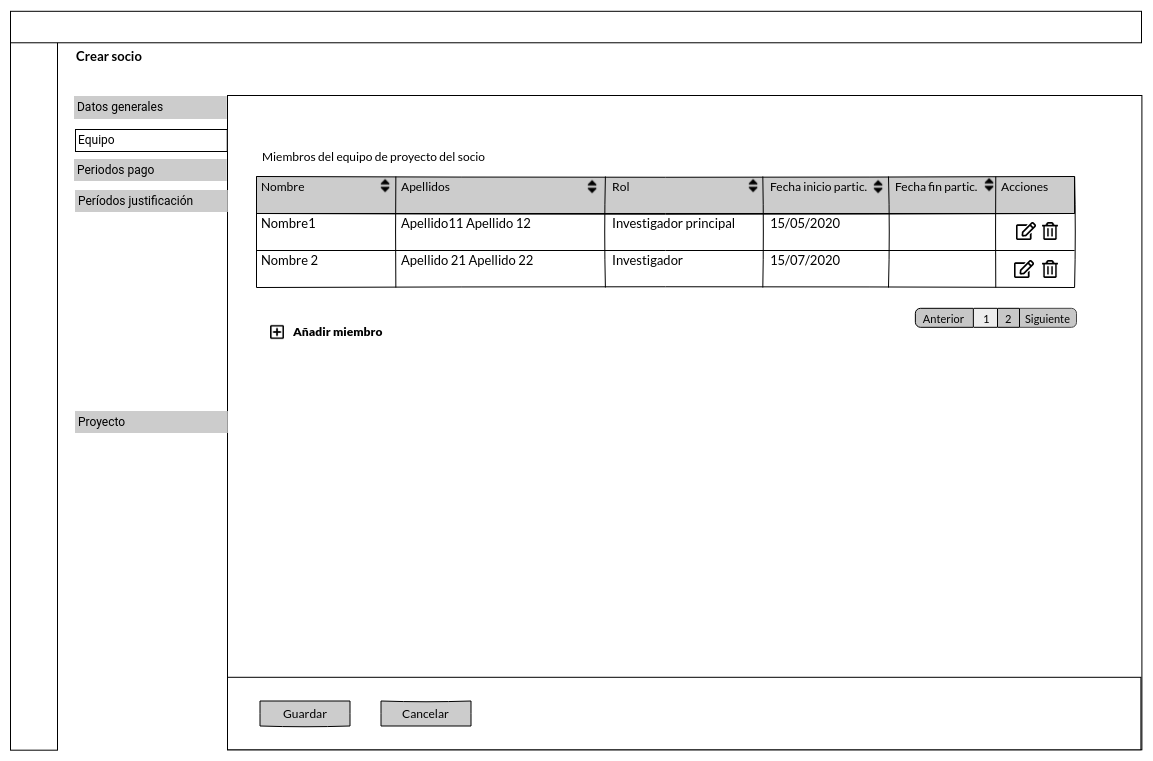 Crear socio
Datos generales
Equipo
Periodos pago
Períodos justificación
Proyecto
Miembros del equipo de proyecto del socio
Nombre Apellidos Rol Fecha inicio partic. Fecha fin partic. Acciones
Nombre1 Apellido11 Apellido 12 Investigador principal 15/05/2020
Nombre 2 Apellido 21 Apellido 22 Investigador 15/07/2020
Anterior 1 2 Siguiente
Añadir miembro
Guardar Cancelar